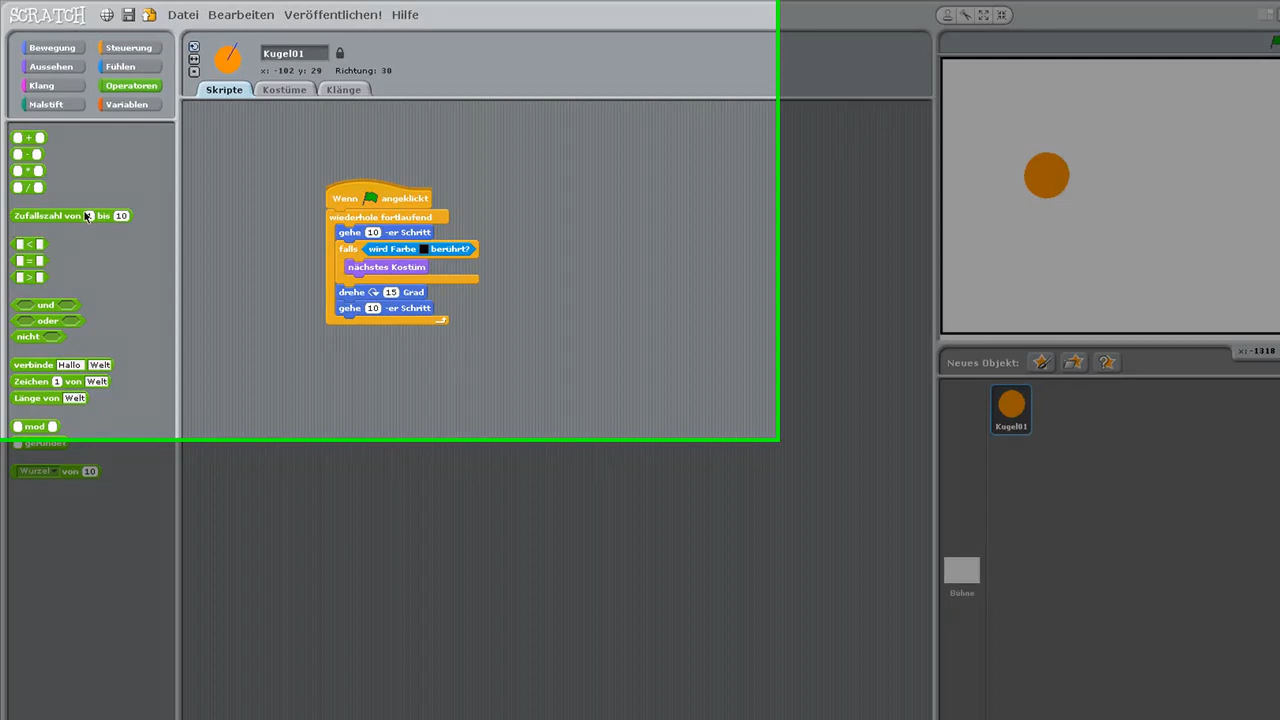 SCRATCH Datei Bearbeiten Veröffentlichen! Hilfe
Bewegung Steuerung
Aussehen Fühlen
Klang Operatoren
Malstift Variablen
Kugel01
x: -102 y: 29 Richtung: 30
Skripte Kostüme Klänge
+
-
*
/
Zufallszahl von bis 10
<
=
>
und
oder
nicht
verbinde Hallo Welt
Zeichen 1 von Welt
Länge von Welt
mod
gerundet
Wurzel von 10
Wenn angeklickt
wiederhole fortlaufend
gehe 10 -er Schritt
falls wird Farbe berührt?
nächstes Kostüm
drehe 15 Grad
gehe 10 -er Schritt
x: -1318
Neues Objekt:
Kugel01
Bühne